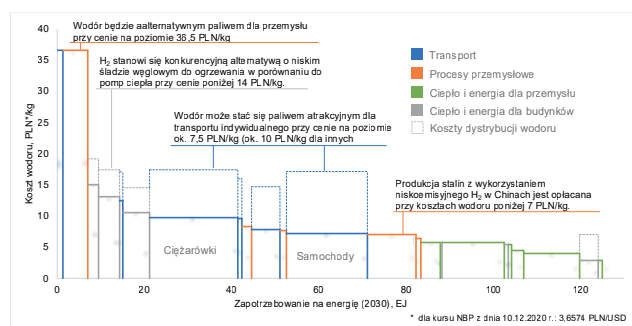 Wodór będzie aalternatywnym paliwem dla przemysłu
przy cenie na poziomie 36,5 PLN/kg
H2 stanowi się konkurencyjną alternatywą o niskim
śladzie węglowym do ogrzewania w porównaniu do
pomp ciepła przy cenie poniżej 14 PLN/kg.
Transport
Procesy przemysłowe
Ciepło i energia dla przemysłu
Ciepło i energia dla budynków
Koszty dystrybucji wodoru
Wodór może stać się paliwem atrakcyjnym dla
transportu indywidualnego przy cenie na poziomie
ok. 7,5 PLN/kg (ok. 10 PLN/kg dla innych
Produkcja stalin z wykorzystaniem
niskoemisyjnego H2 w Chinach jest opłacana
przy kosztach wodoru poniżej 7 PLN/kg.
Koszt wodoru, PLN*/kg
40
35
30
25
20
15
10
5
0
Ciężarówki
Samochody
0 20 40 60 80 100 120 140
Zapotrzebowanie na energię (2030), EJ
* dla kursu NBP z dnia 10.12.2020 r.: 3,6574 PLN/USD